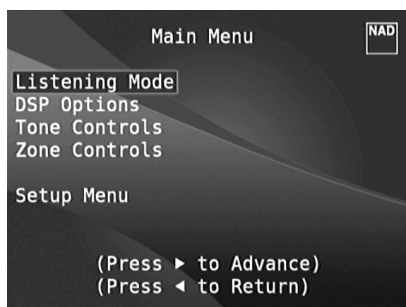 Main Menu
NAD
Listening Mode
DSP Options
Tone Controls
Zone Controls
Setup Menu
(Press ▶ to Advance)
(Press ◀ to Return)